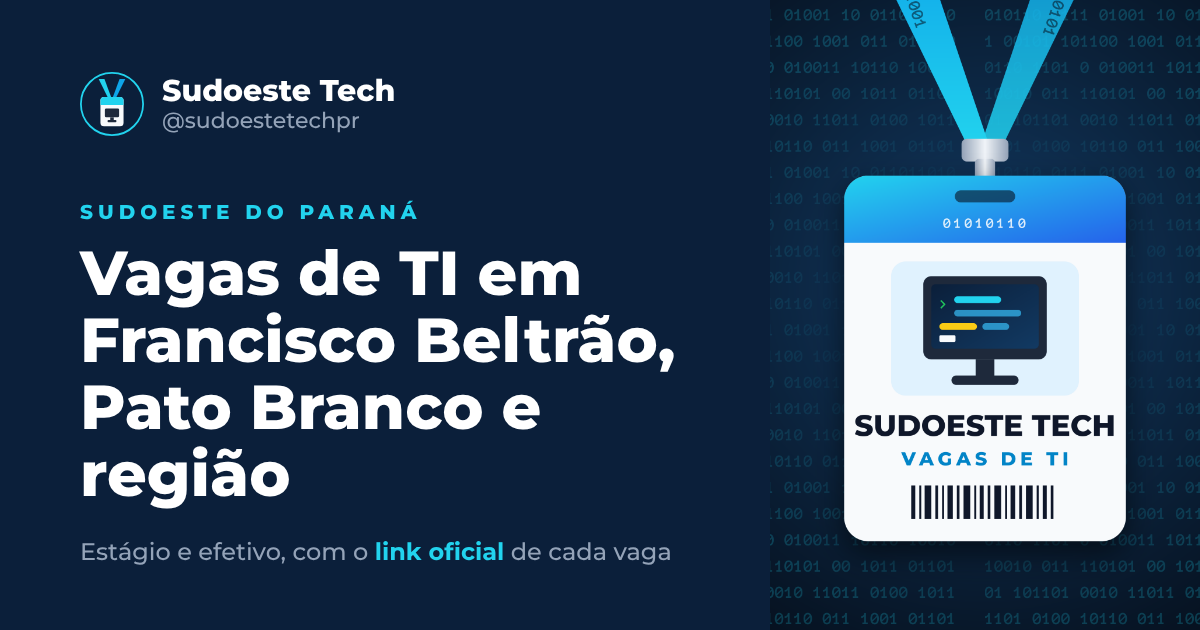 Sudoeste Tech
@sudoestetechpr
SUDOESTE DO PARANÁ
Vagas de TI em
Francisco Beltrão,
Pato Branco e
região
Estágio e efetivo, com o link oficial de cada vaga
01010110
SUDOESTE TECH
VAGAS DE TI